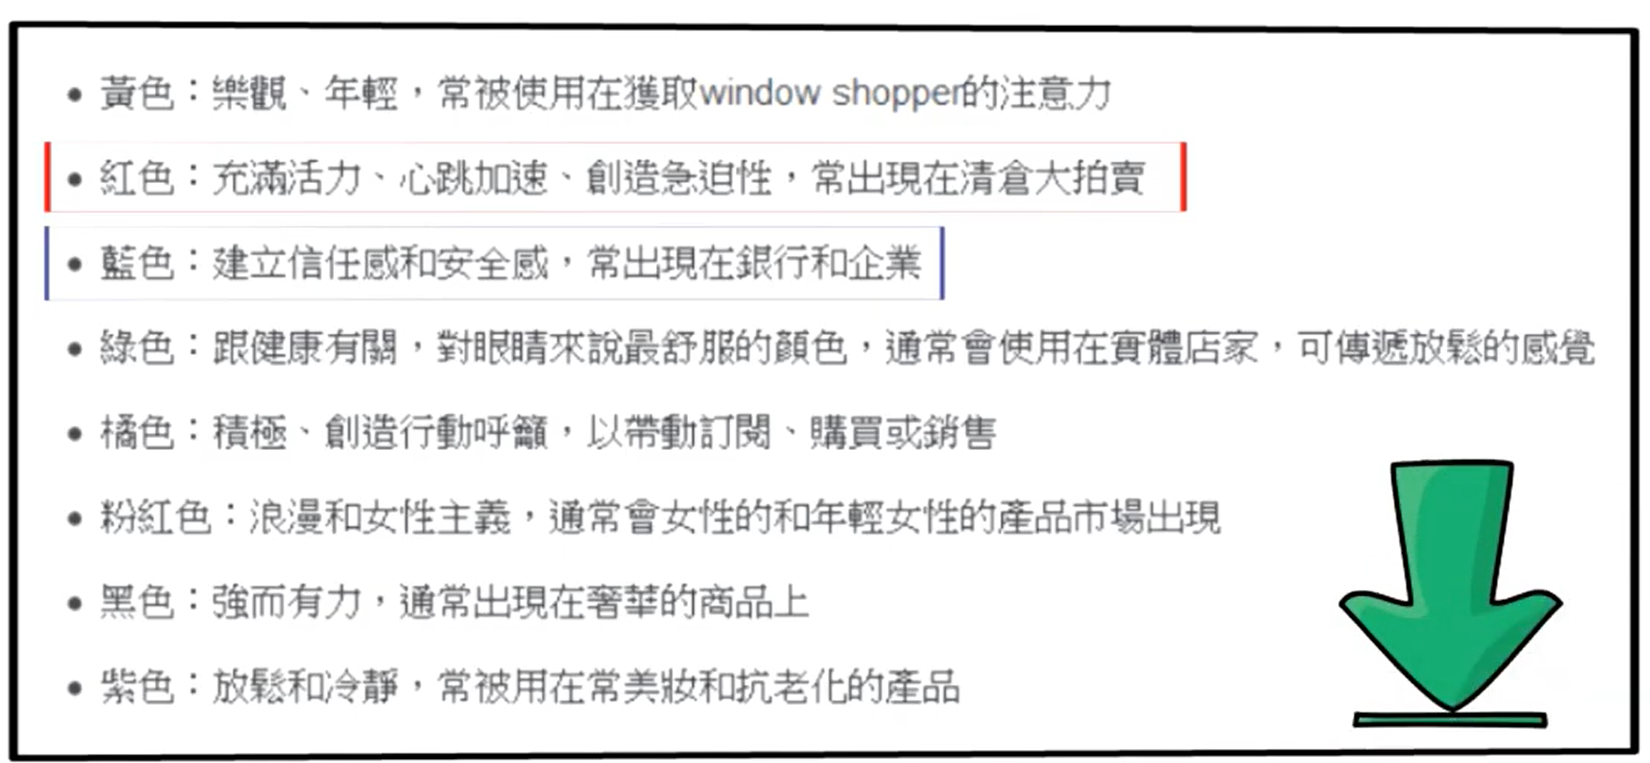 • 黃色：樂觀、年輕，常被使用在獲取window shopper的注意力
• 紅色：充滿活力、心跳加速、創造急迫性，常出現在清倉大拍賣
• 藍色：建立信任感和安全感，常出現在銀行和企業
• 綠色：跟健康有關，對眼睛來說最舒服的顏色，通常會使用在實體店家，可傳遞放鬆的感覺
• 橘色：積極、創造行動呼籲，以帶動訂閱、購買或銷售
• 粉紅色：浪漫和女性主義，通常會女性的和年輕女性的產品市場出現
• 黑色：強而有力，通常出現在奢華的商品上
• 紫色：放鬆和冷靜，常被用在常美妝和抗老化的產品